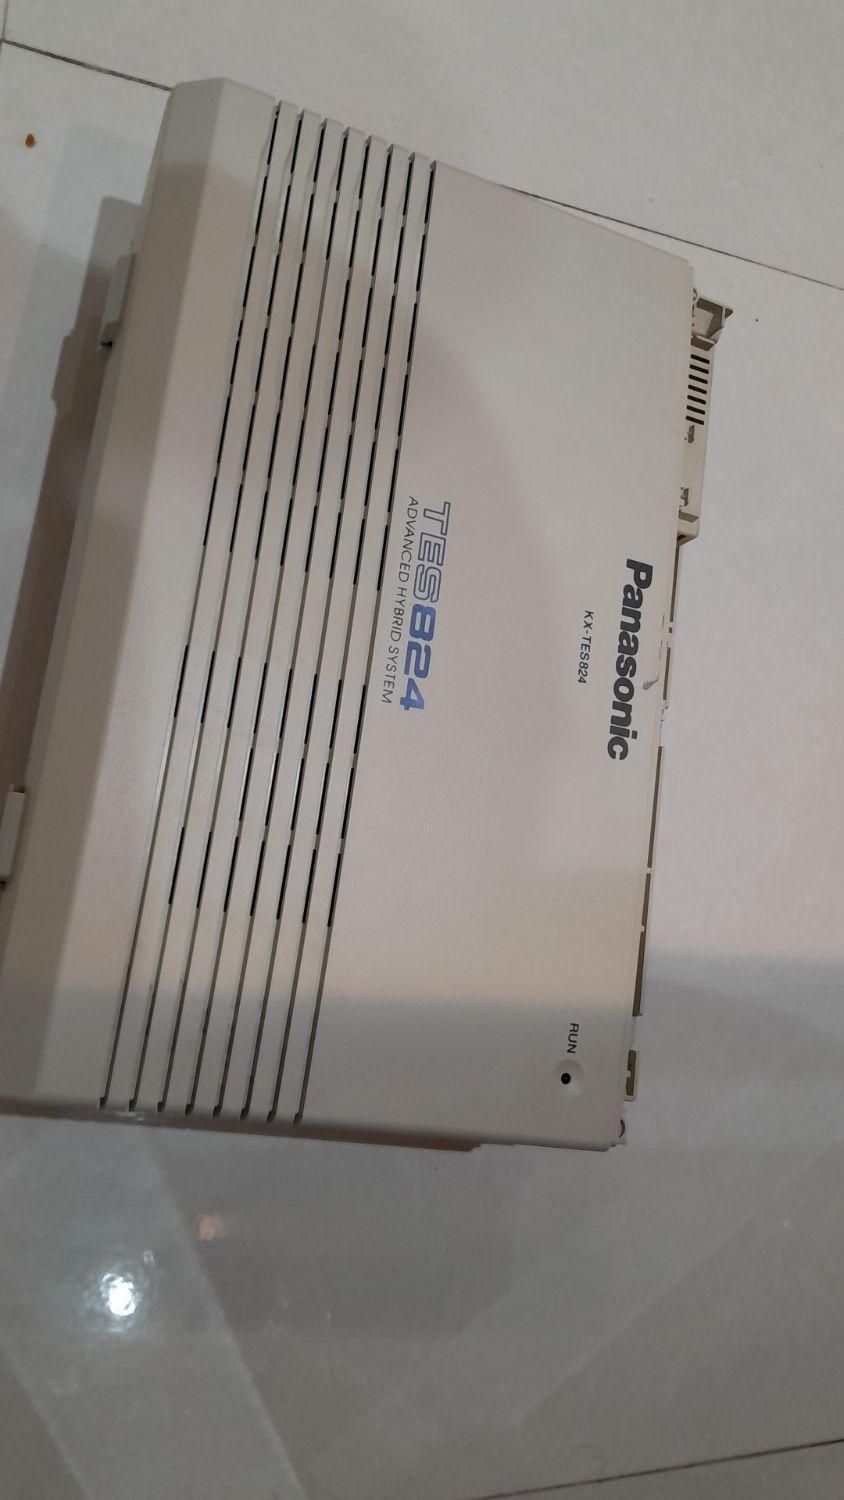 Panasonic
KX-TES824
TES824
ADVANCED HYBRID SYSTEM
RUN